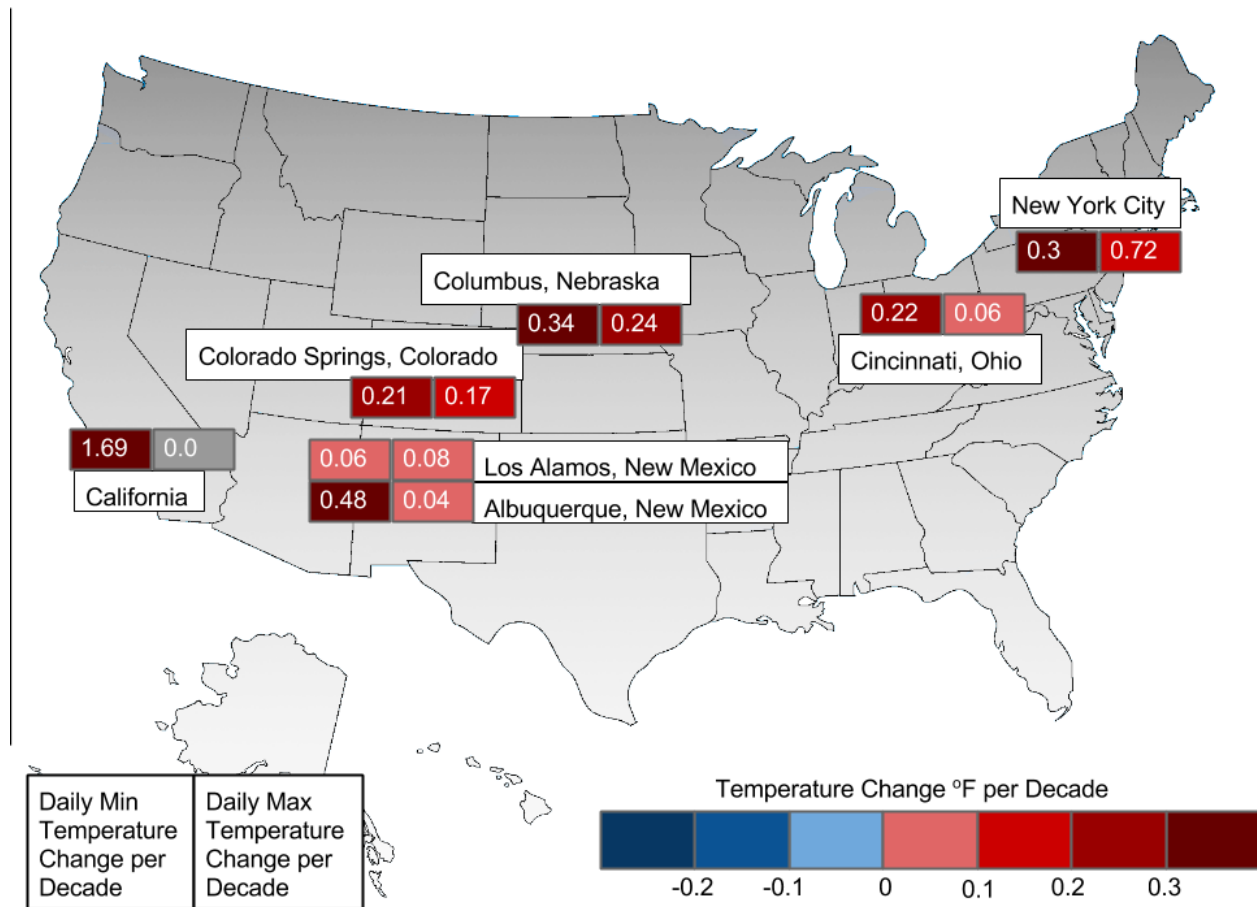 New York City
0.3 0.72
Columbus, Nebraska
0.34 0.24
0.22 0.06
Cincinnati, Ohio
Colorado Springs, Colorado
0.21 0.17
1.69 0.0
California
0.06 0.08 Los Alamos, New Mexico
0.48 0.04 Albuquerque, New Mexico
Daily Min
Temperature
Change per
Decade
Daily Max
Temperature
Change per
Decade
Temperature Change ºF per Decade
-0.2 -0.1 0 0.1 0.2 0.3